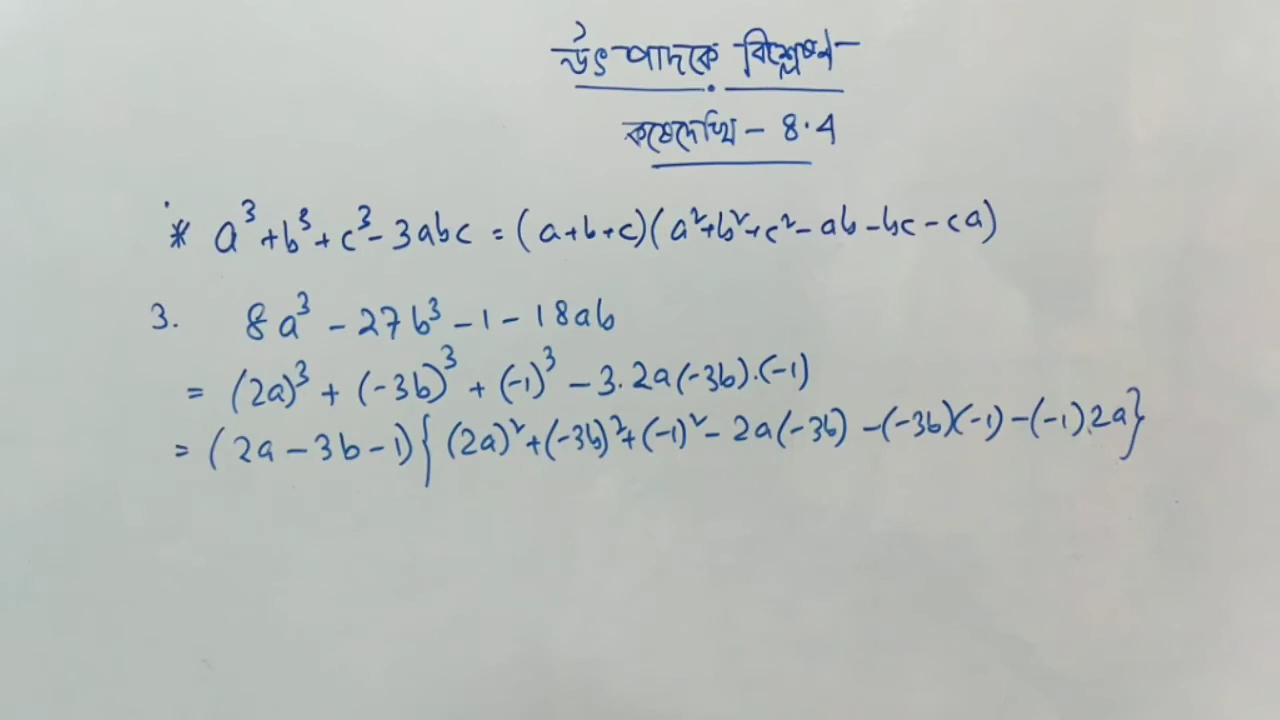 উৎপাদকে বিশ্লেষণ
কষেদেখি - 8.4
* a³ + b³ + c³ - 3abc = (a+b+c)(a²+b²+c² - ab - bc - ca)
3. 8a³ - 27b³ - 1 - 18ab
= (2a)³ + (-3b)³ + (-1)³ - 3.2a(-3b).(-1)
= (2a - 3b - 1){(2a)² + (-3b)² + (-1)² - 2a(-3b) - (-3b)(-1) - (-1).2a}